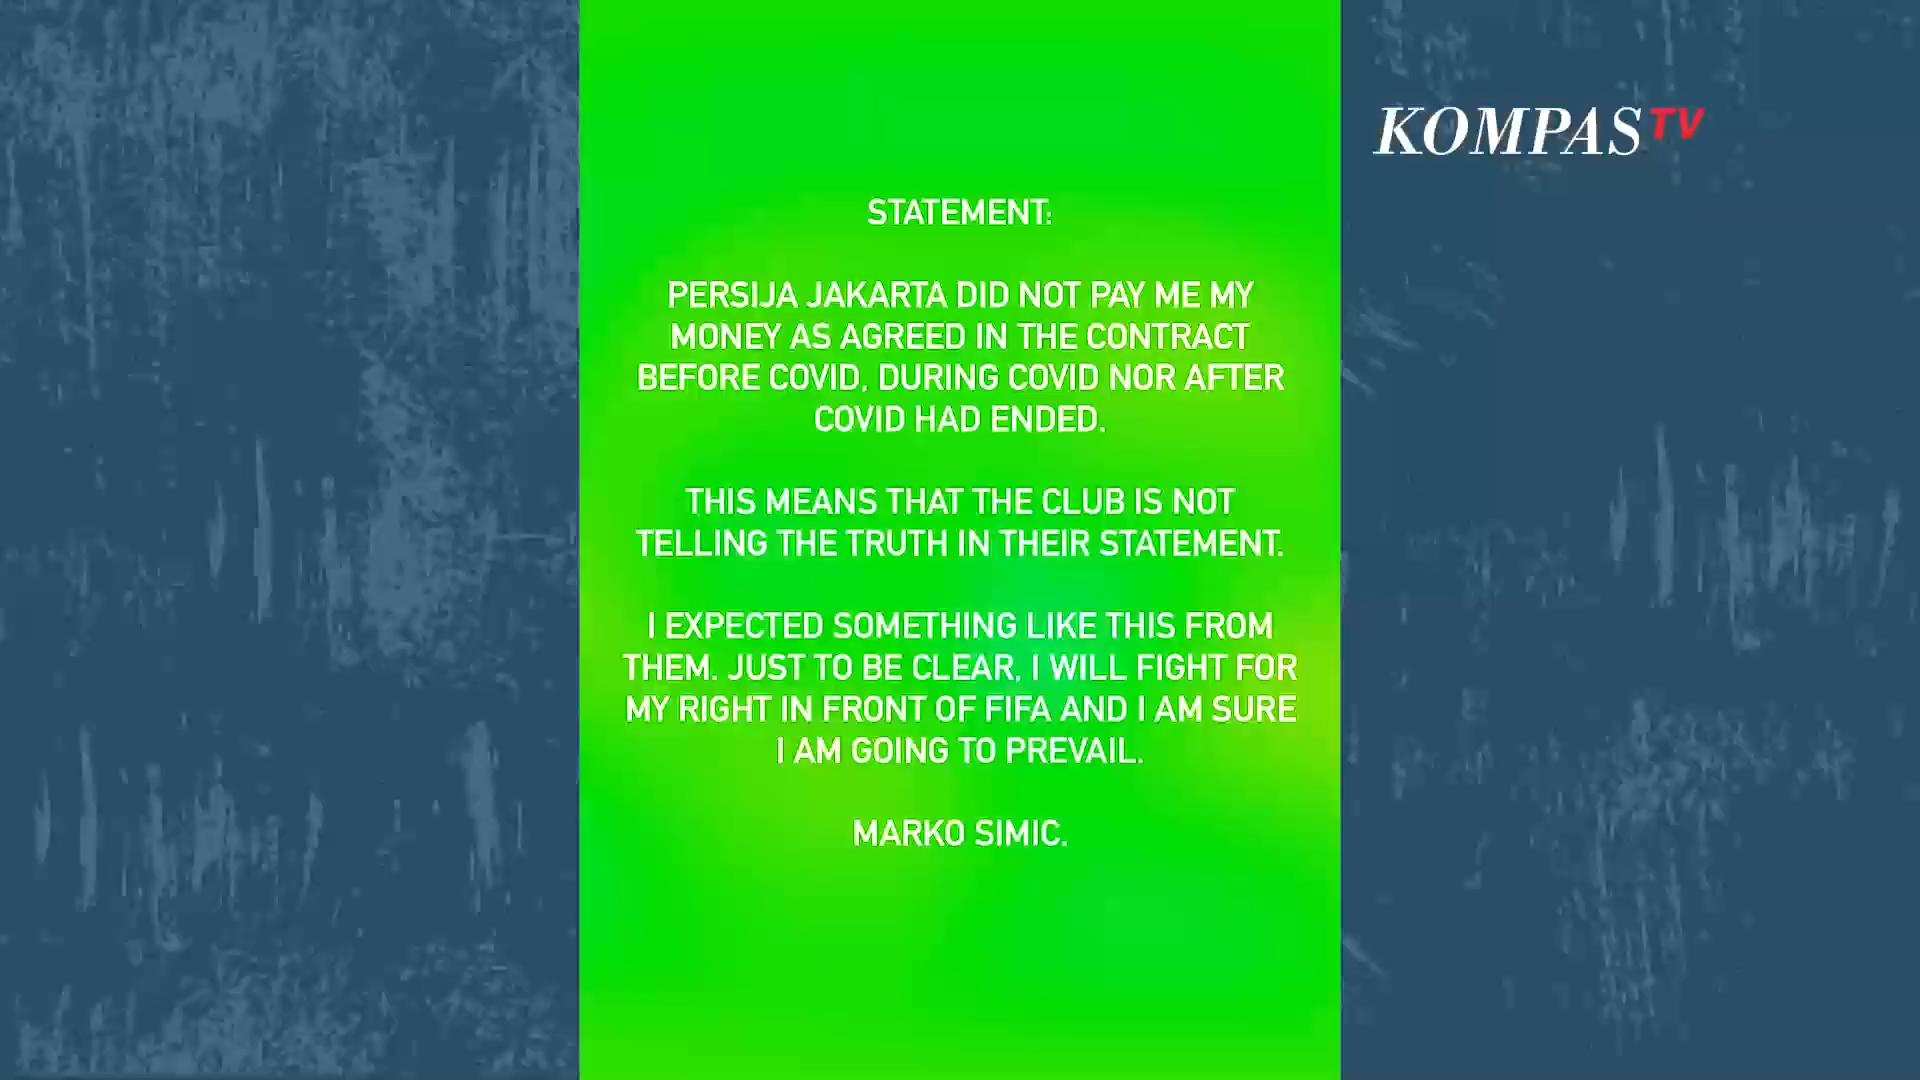 KOMPAS TV
STATEMENT:
PERSIJA JAKARTA DID NOT PAY ME MY
MONEY AS AGREED IN THE CONTRACT
BEFORE COVID, DURING COVID NOR AFTER
COVID HAD ENDED.
THIS MEANS THAT THE CLUB IS NOT
TELLING THE TRUTH IN THEIR STATEMENT.
I EXPECTED SOMETHING LIKE THIS FROM
THEM. JUST TO BE CLEAR, I WILL FIGHT FOR
MY RIGHT IN FRONT OF FIFA AND I AM SURE
I AM GOING TO PREVAIL.
MARKO SIMIC.